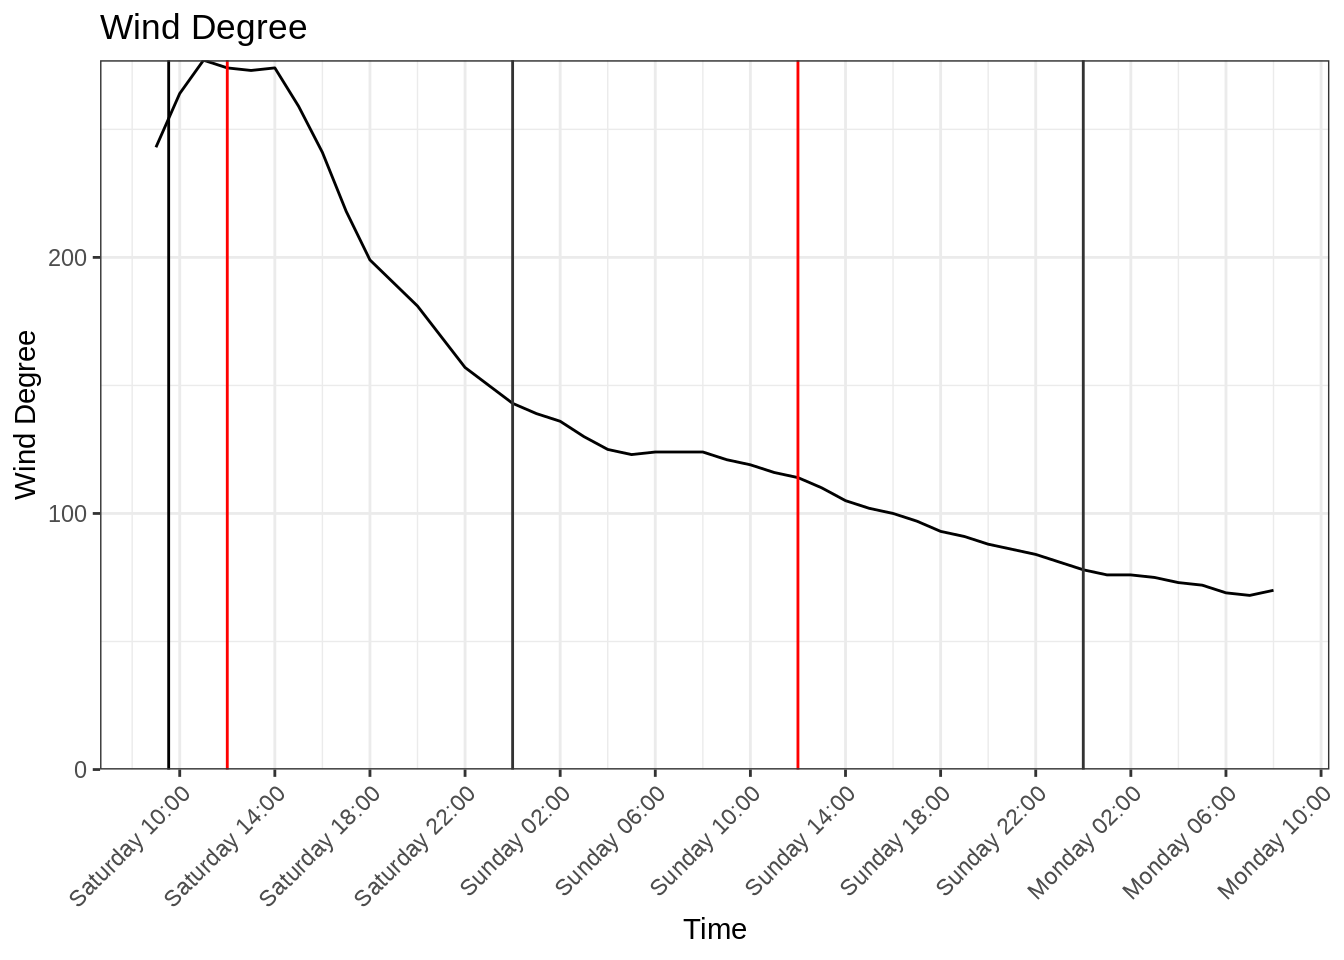 Wind Degree
Wind Degree
200
100
0
Saturday 10:00
Saturday 14:00
Saturday 18:00
Saturday 22:00
Sunday 02:00
Sunday 06:00
Sunday 10:00
Sunday 14:00
Sunday 18:00
Sunday 22:00
Monday 02:00
Monday 06:00
Monday 10:00
Time